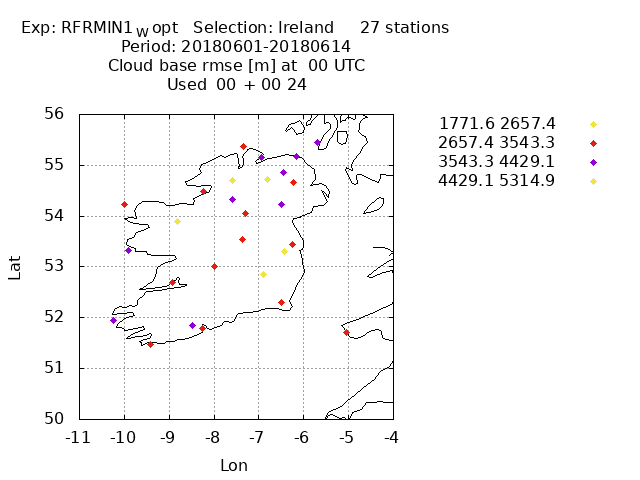 Exp: RFRMIN1 W opt   Selection: Ireland     27 stations
Period: 20180601-20180614
Cloud base rmse [m] at  00 UTC
Used  00 + 00 24
1771.6 2657.4
2657.4 3543.3
3543.3 4429.1
4429.1 5314.9
56
55
54
53
52
51
50
Lat
-11 -10 -9 -8 -7 -6 -5 -4
Lon